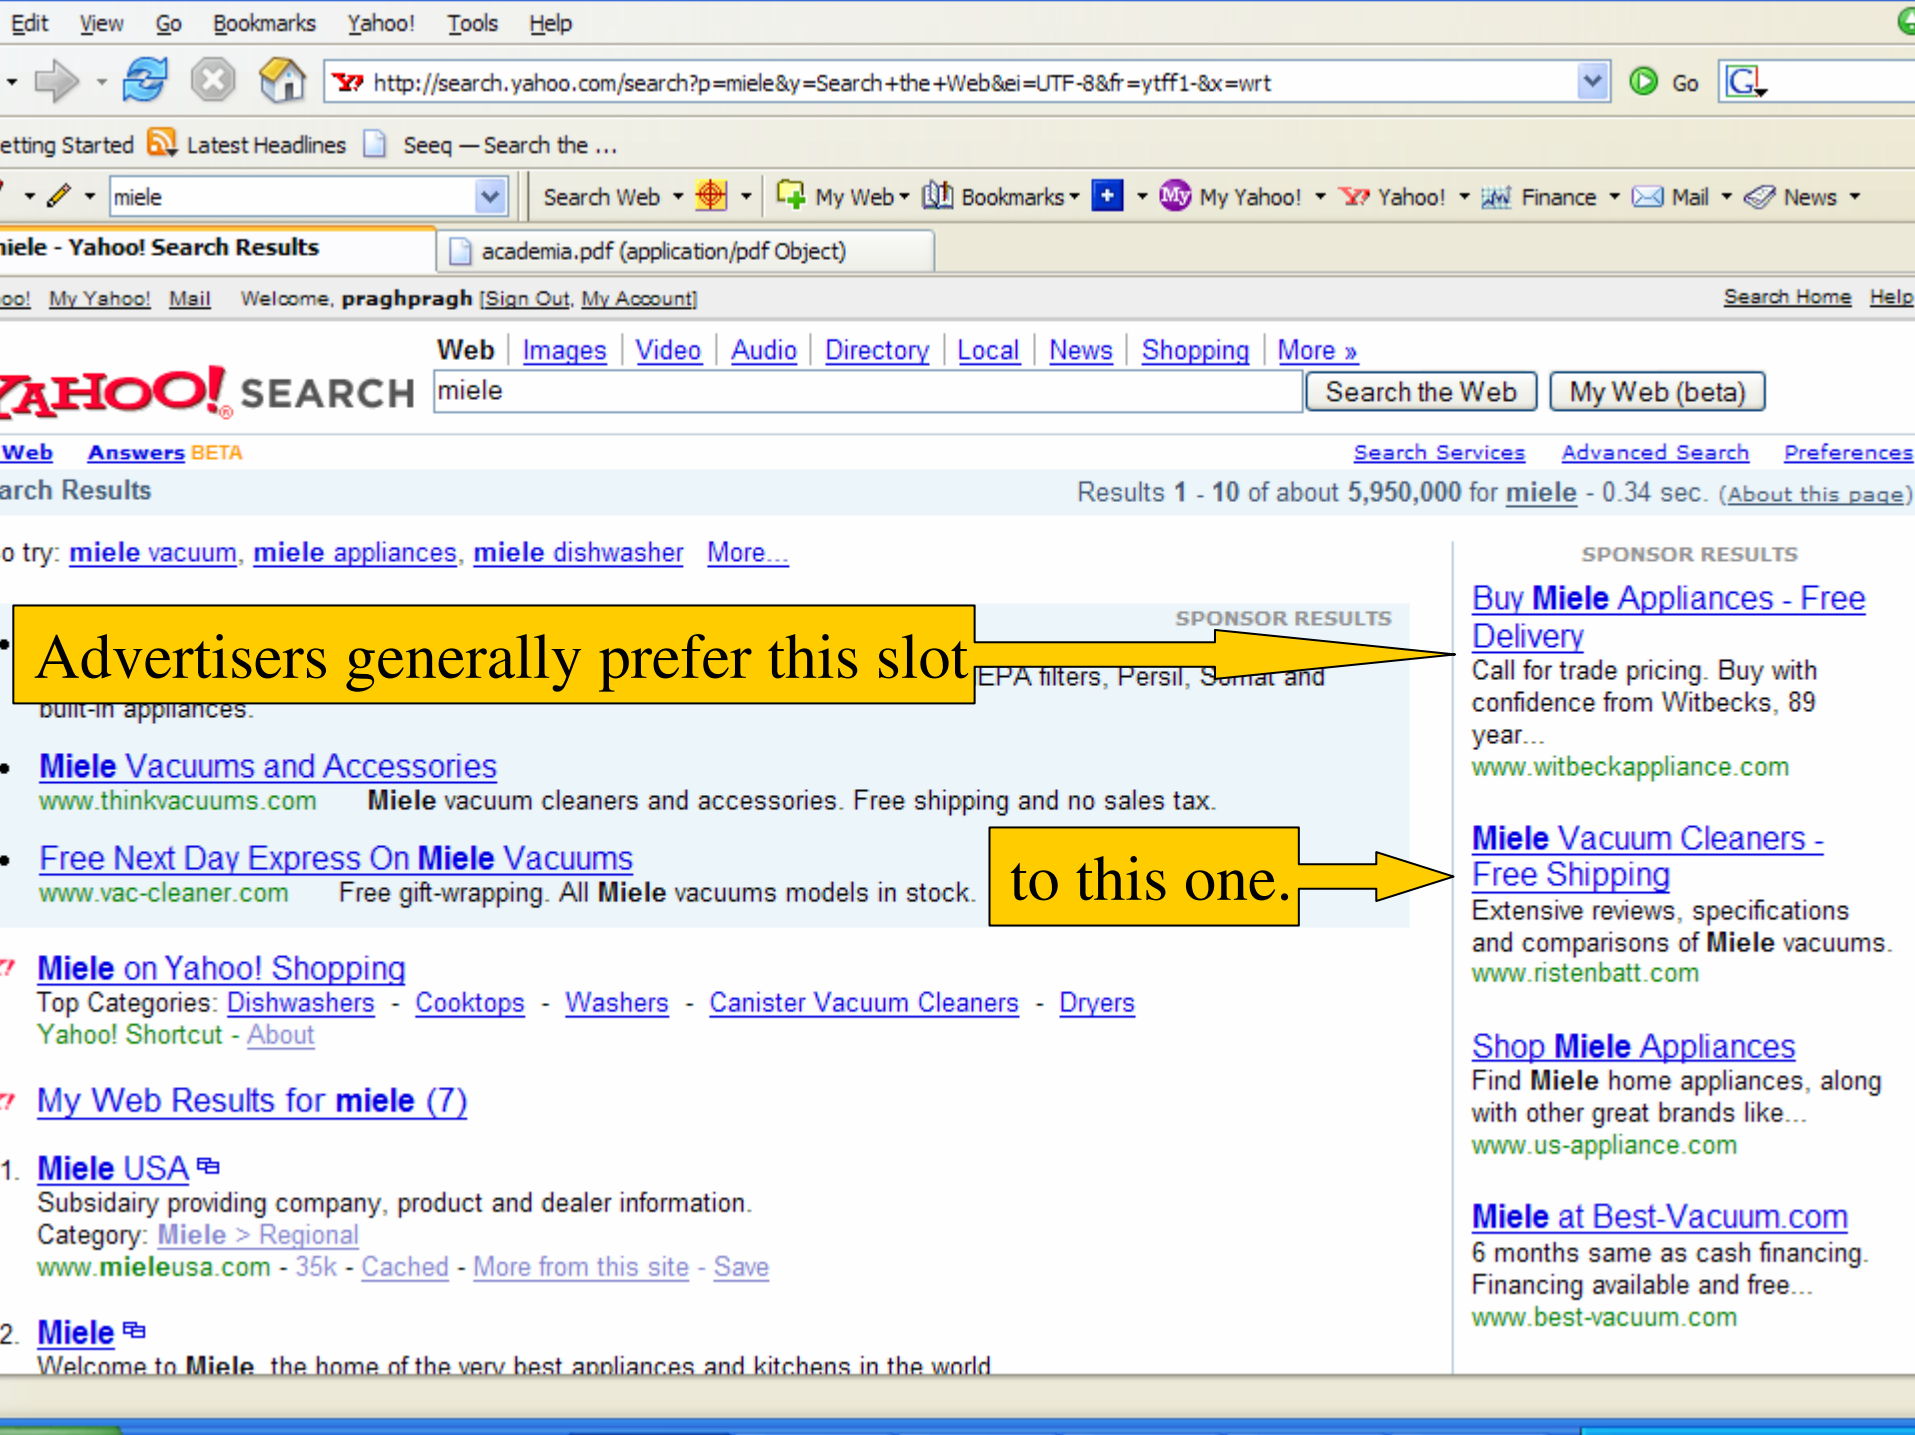 Edit View Go Bookmarks Yahoo! Tools Help
http://search.yahoo.com/search?p=miele&y=Search+the+Web&ei=UTF-8&fr=ytff1-&x=wrt Go
etting Started Latest Headlines Seeq — Search the ...
miele Search Web My Web Bookmarks My Yahoo! Yahoo! Finance Mail News
miele - Yahoo! Search Results academia.pdf (application/pdf Object)
oo! My Yahoo! Mail Welcome, praghpragh [Sign Out, My Account] Search Home Help
Web Images Video Audio Directory Local News Shopping More »
YAHOO! SEARCH miele Search the Web My Web (beta)
Web Answers BETA Search Services Advanced Search Preferences
arch Results Results 1 - 10 of about 5,950,000 for miele - 0.34 sec. (About this page)
o try: miele vacuum, miele appliances, miele dishwasher More...
SPONSOR RESULTS
Advertisers generally prefer this slot
EPA filters, Persil, Somat and
built-in appliances.
Miele Vacuums and Accessories
www.thinkvacuums.com Miele vacuum cleaners and accessories. Free shipping and no sales tax.
Free Next Day Express On Miele Vacuums
www.vac-cleaner.com Free gift-wrapping. All Miele vacuums models in stock.
to this one.
Miele on Yahoo! Shopping
Top Categories: Dishwashers - Cooktops - Washers - Canister Vacuum Cleaners - Dryers
Yahoo! Shortcut - About
My Web Results for miele (7)
1. Miele USA
Subsidairy providing company, product and dealer information.
Category: Miele > Regional
www.mieleusa.com - 35k - Cached - More from this site - Save
2. Miele
Welcome to Miele, the home of the very best appliances and kitchens in the world
SPONSOR RESULTS
Buy Miele Appliances - Free
Delivery
Call for trade pricing. Buy with
confidence from Witbecks, 89
year...
www.witbeckappliance.com
Miele Vacuum Cleaners -
Free Shipping
Extensive reviews, specifications
and comparisons of Miele vacuums.
www.ristenbatt.com
Shop Miele Appliances
Find Miele home appliances, along
with other great brands like...
www.us-appliance.com
Miele at Best-Vacuum.com
6 months same as cash financing.
Financing available and free...
www.best-vacuum.com